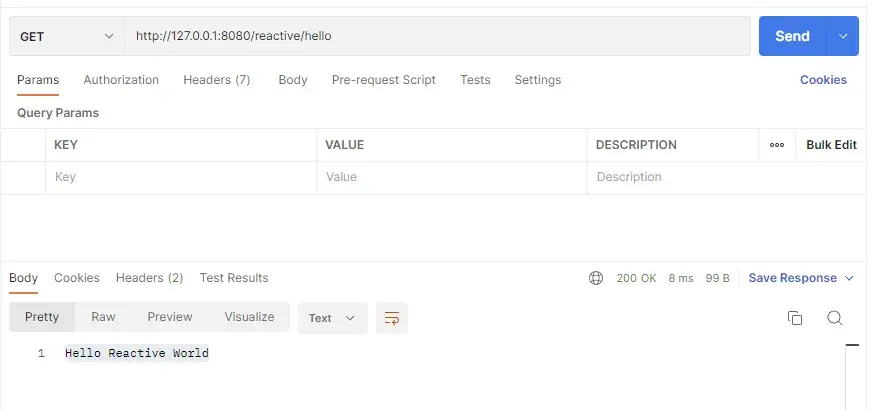 GET http://127.0.0.1:8080/reactive/hello Send
Params Authorization Headers (7) Body Pre-request Script Tests Settings Cookies
Query Params
KEY VALUE DESCRIPTION ooo Bulk Edit
Key Value Description
Body Cookies Headers (2) Test Results 200 OK 8 ms 99 B Save Response
Pretty Raw Preview Visualize Text
1 Hello Reactive World